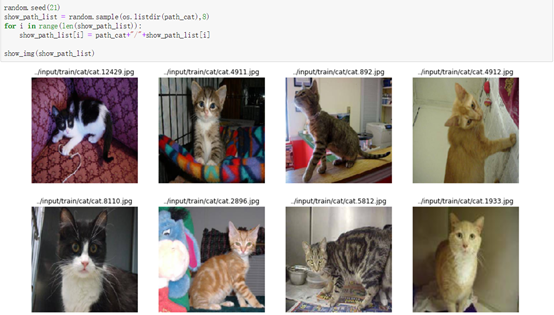 random.seed(21)
show_path_list = random.sample(os.listdir(path_cat),8)
for i in range(len(show_path_list)):
    show_path_list[i] = path_cat+"/"+show_path_list[i]
show_img(show_path_list)
../input/train/cat/cat.12429.jpg ../input/train/cat/cat.4911.jpg ../input/train/cat/cat.892.jpg ../input/train/cat/cat.4912.jpg
../input/train/cat/cat.8110.jpg ../input/train/cat/cat.2896.jpg ../input/train/cat/cat.5812.jpg ../input/train/cat/cat.1933.jpg